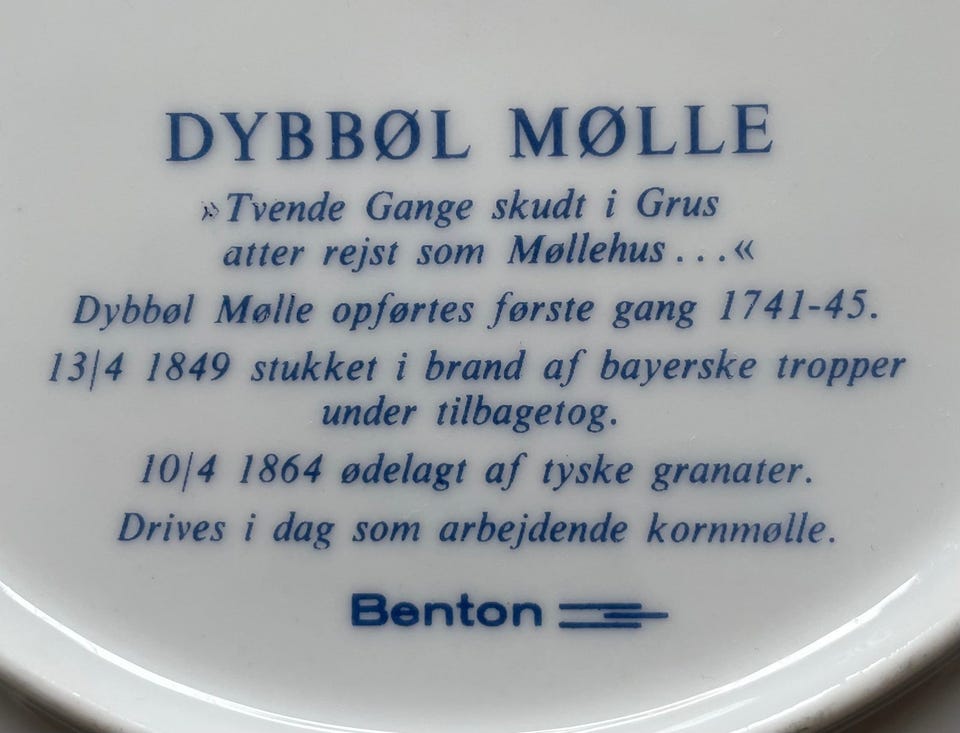 DYBBØL MØLLE
»Tvende Gange skudt i Grus
atter rejst som Møllehus...«
Dybbøl Mølle opførtes første gang 1741-45.
13/4 1849 stukket i brand af bayerske tropper
under tilbagetog.
10/4 1864 ødelagt af tyske granater.
Drives i dag som arbejdende kornmølle.
Benton